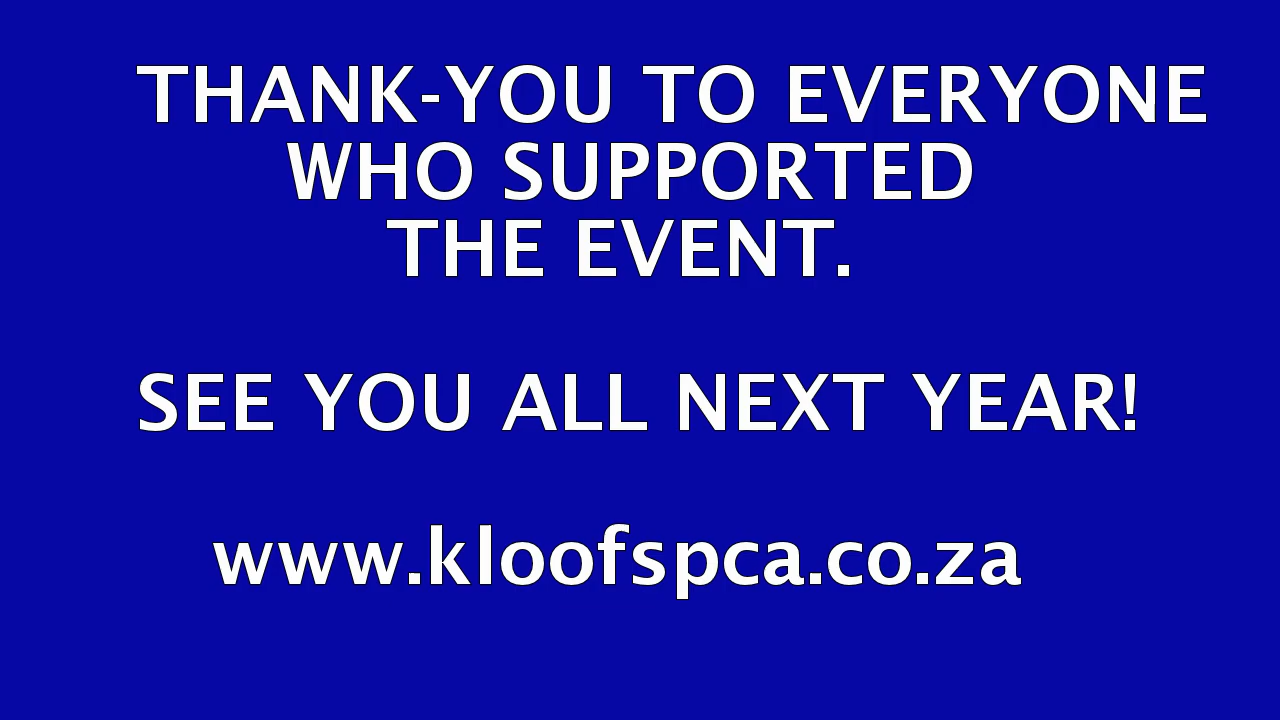 THANK-YOU TO EVERYONE
WHO SUPPORTED
THE EVENT.
SEE YOU ALL NEXT YEAR!
www.kloofspca.co.za